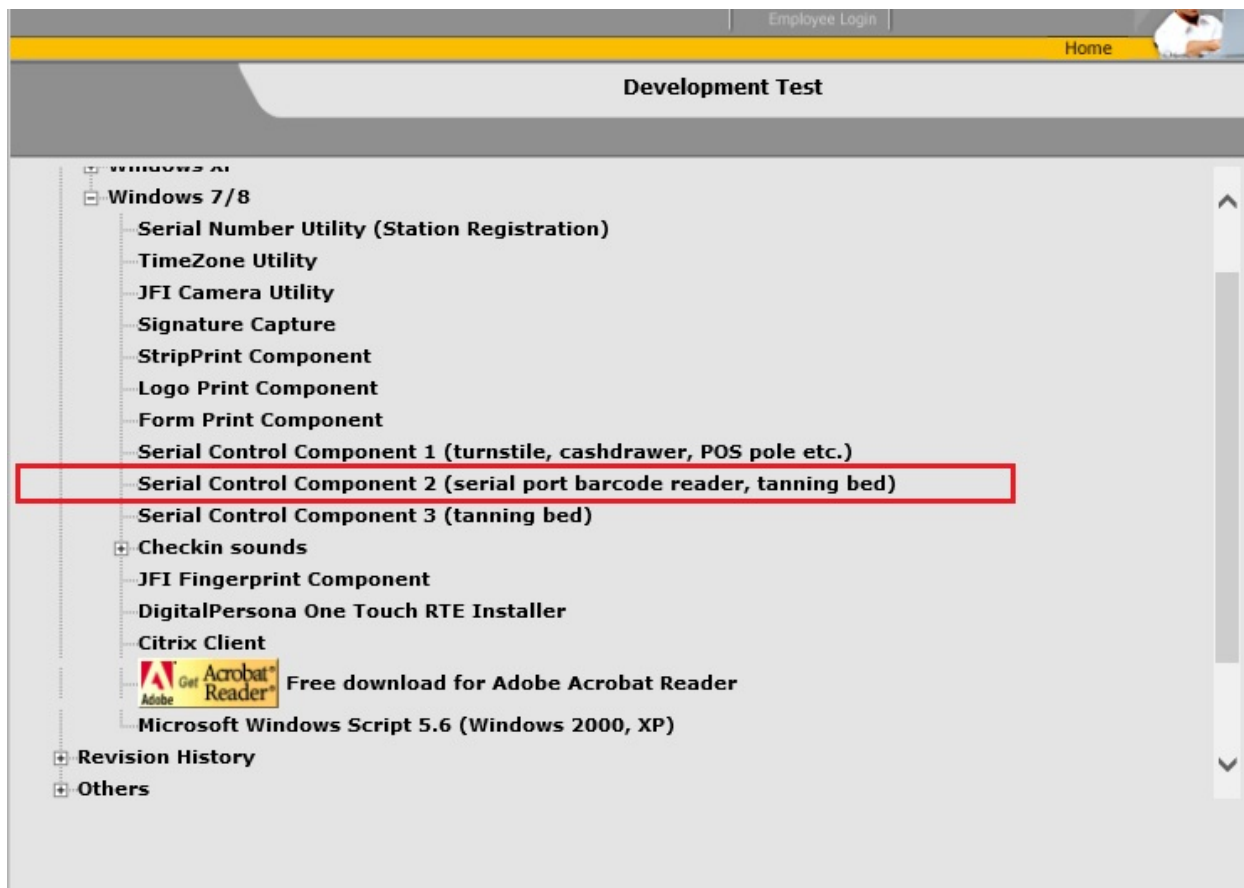 Employee Login
Home
Development Test
Windows XP
Windows 7/8
Serial Number Utility (Station Registration)
TimeZone Utility
JFI Camera Utility
Signature Capture
StripPrint Component
Logo Print Component
Form Print Component
Serial Control Component 1 (turnstile, cashdrawer, POS pole etc.)
Serial Control Component 2 (serial port barcode reader, tanning bed)
Serial Control Component 3 (tanning bed)
Checkin sounds
JFI Fingerprint Component
DigitalPersona One Touch RTE Installer
Citrix Client
Adobe Get Acrobat® Reader® Free download for Adobe Acrobat Reader
Microsoft Windows Script 5.6 (Windows 2000, XP)
Revision History
Others